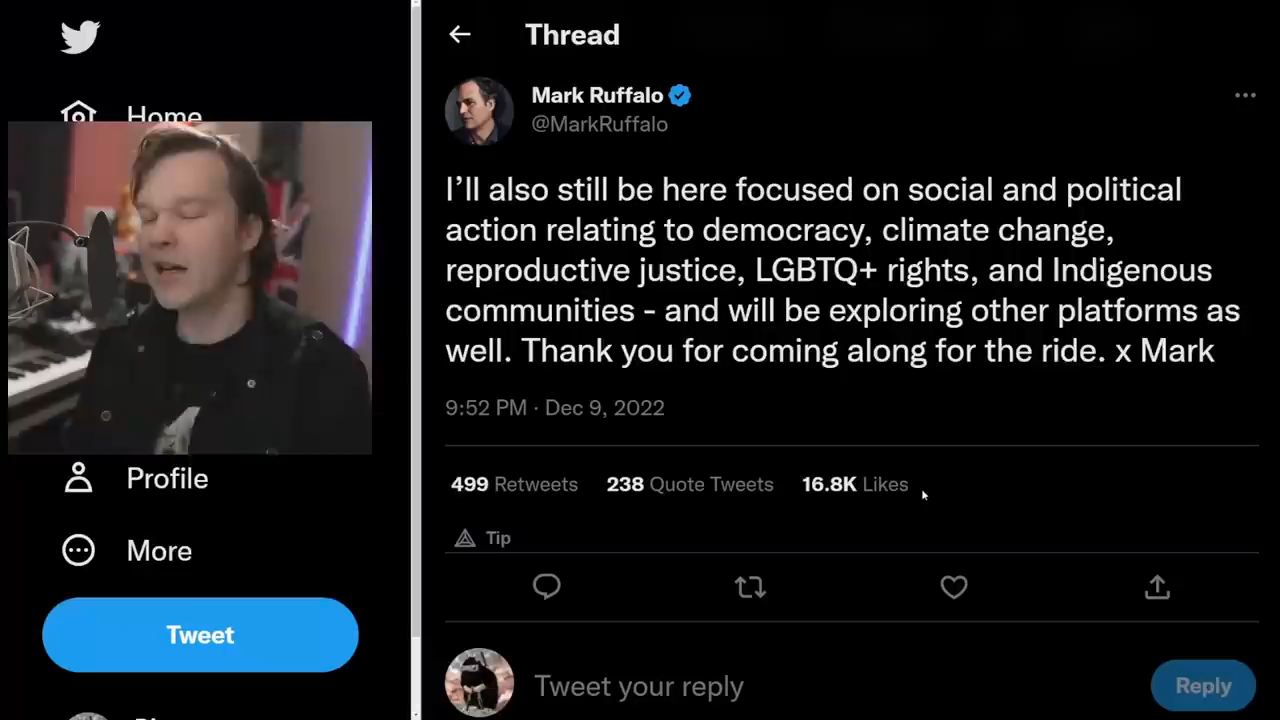 Home
Profile
More
Tweet
Thread
Mark Ruffalo
@MarkRuffalo
I’ll also still be here focused on social and political
action relating to democracy, climate change,
reproductive justice, LGBTQ+ rights, and Indigenous
communities - and will be exploring other platforms as
well. Thank you for coming along for the ride. x Mark
9:52 PM · Dec 9, 2022
499 Retweets 238 Quote Tweets 16.8K Likes
Tip
Tweet your reply
Reply